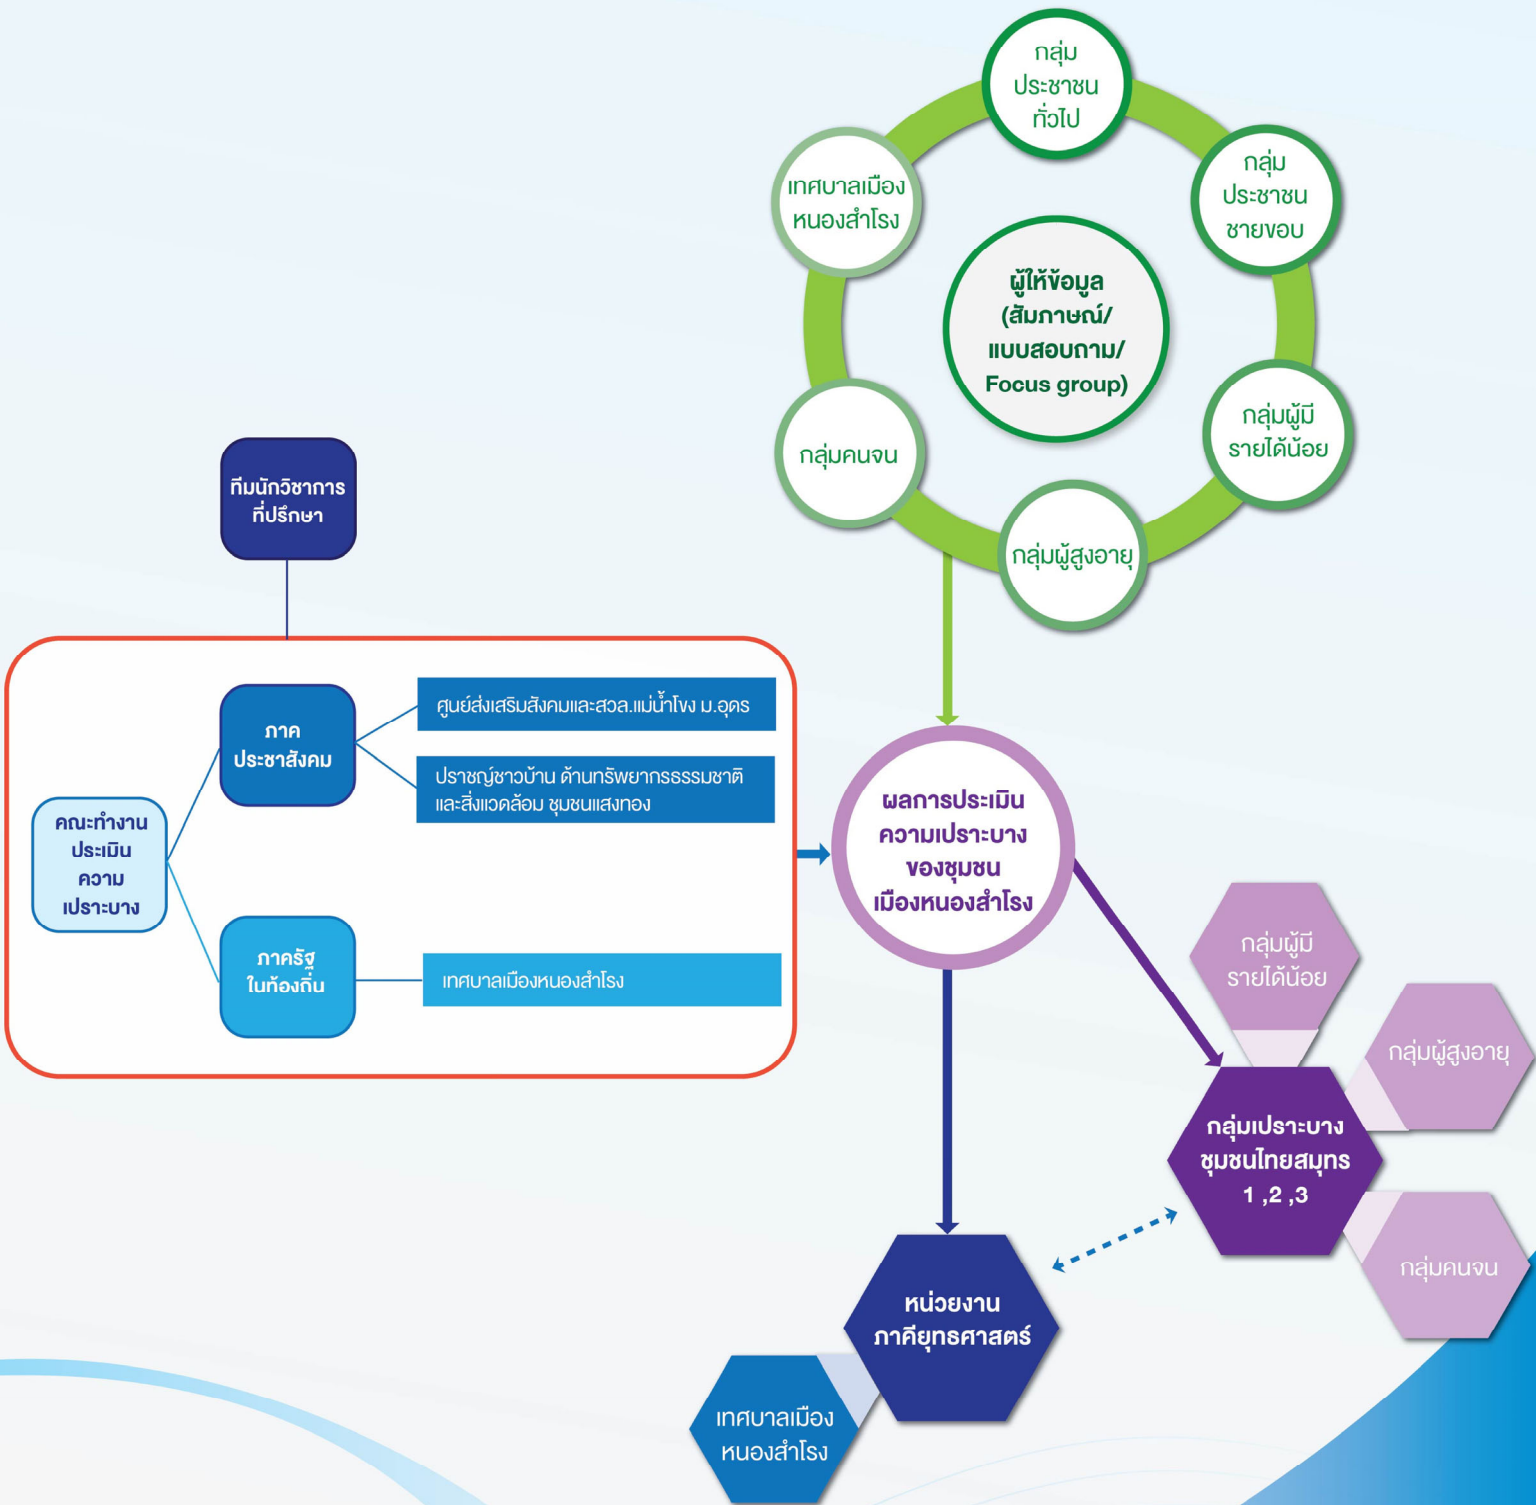 กลุ่ม
ประชาชน
ทั่วไป
กลุ่ม
ประชาชน
ชายขอบ
เทศบาลเมือง
หนองสำโรง
ผู้ให้ข้อมูล
(สัมภาษณ์/
แบบสอบถาม/
Focus group)
กลุ่มผู้มี
รายได้น้อย
กลุ่มคนจน
กลุ่มผู้สูงอายุ
ทีมนักวิชาการ
ที่ปรึกษา
ภาค
ประชาสังคม
ศูนย์ส่งเสริมสังคมและสวล.แม่น้ำโขง ม.อุดร
ปราชญ์ชาวบ้าน ด้านทรัพยากรธรรมชาติ
และสิ่งแวดล้อม ชุมชนแสงทอง
คณะทำงาน
ประเมิน
ความ
เปราะบาง
ภาครัฐ
ในท้องถิ่น
เทศบาลเมืองหนองสำโรง
ผลการประเมิน
ความเปราะบาง
ของชุมชน
เมืองหนองสำโรง
กลุ่มผู้มี
รายได้น้อย
กลุ่มผู้สูงอายุ
กลุ่มเปราะบาง
ชุมชนไทยสมุทร
1 ,2 ,3
กลุ่มคนจน
หน่วยงาน
ภาคียุทธศาสตร์
เทศบาลเมือง
หนองสำโรง